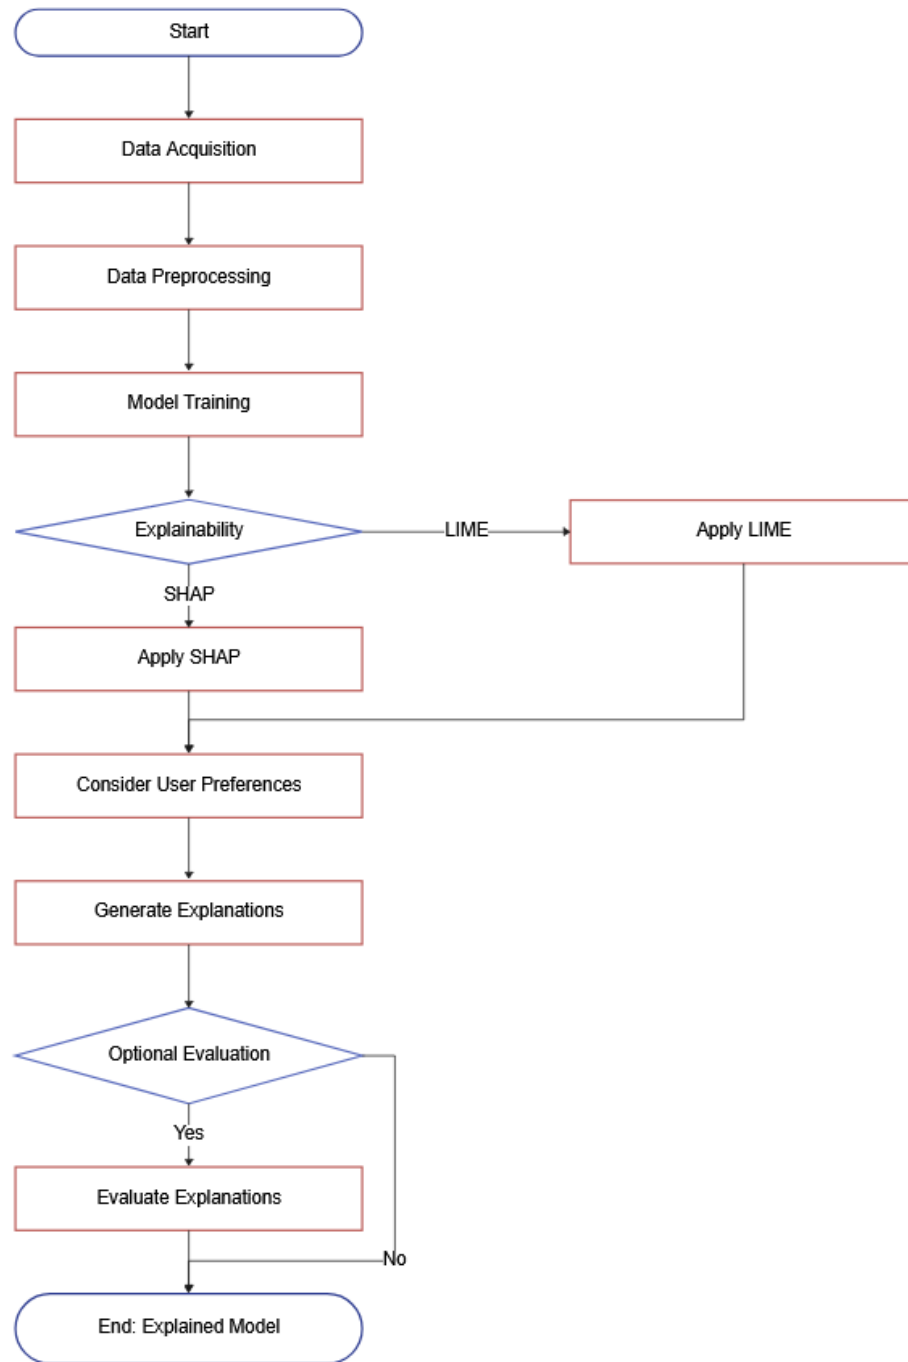 Start
Data Acquisition
Data Preprocessing
Model Training
Explainability
LIME
Apply LIME
SHAP
Apply SHAP
Consider User Preferences
Generate Explanations
Optional Evaluation
Yes
Evaluate Explanations
No
End: Explained Model